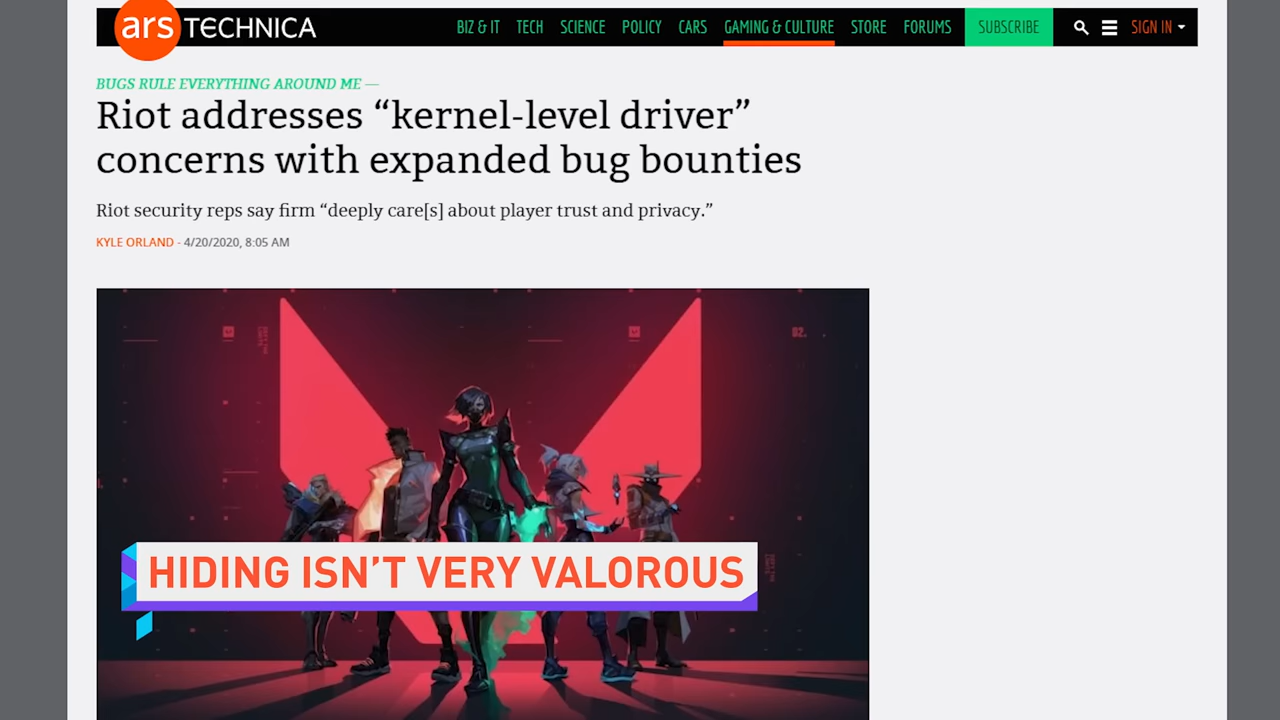 ars TECHNICA BIZ & IT TECH SCIENCE POLICY CARS GAMING & CULTURE STORE FORUMS SUBSCRIBE SIGN IN
BUGS RULE EVERYTHING AROUND ME —
Riot addresses “kernel-level driver”
concerns with expanded bug bounties
Riot security reps say firm “deeply care[s] about player trust and privacy.”
KYLE ORLAND - 4/20/2020, 8:05 AM
HIDING ISN’T VERY VALOROUS